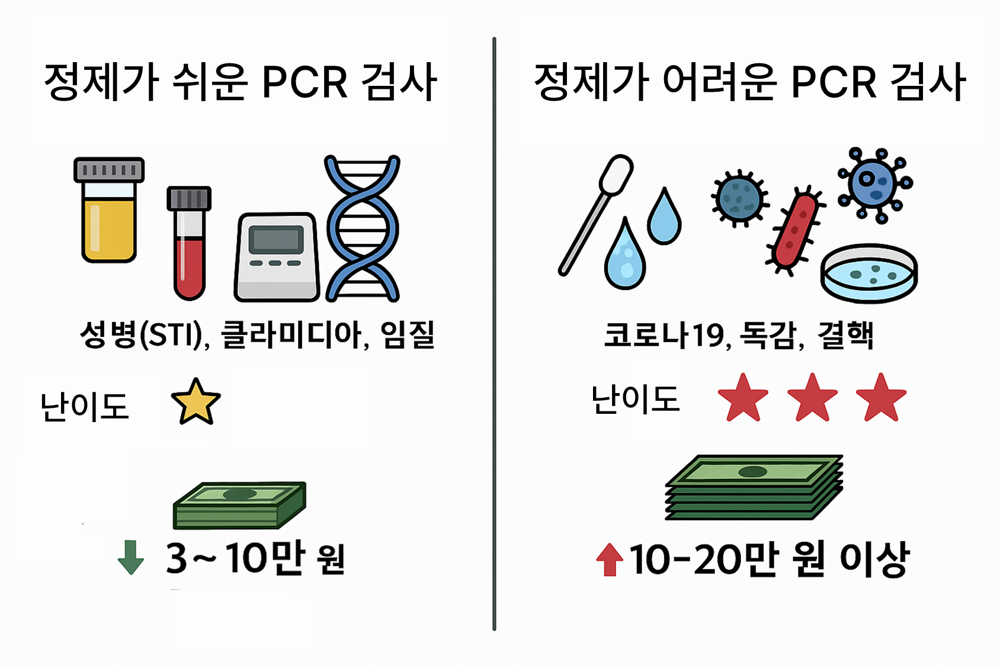 정제가 쉬운 PCR 검사
성병(STI), 클라미디아, 임질
난이도
3~10만 원
정제가 어려운 PCR 검사
코로나19, 독감, 결핵
난이도
10-20만 원 이상